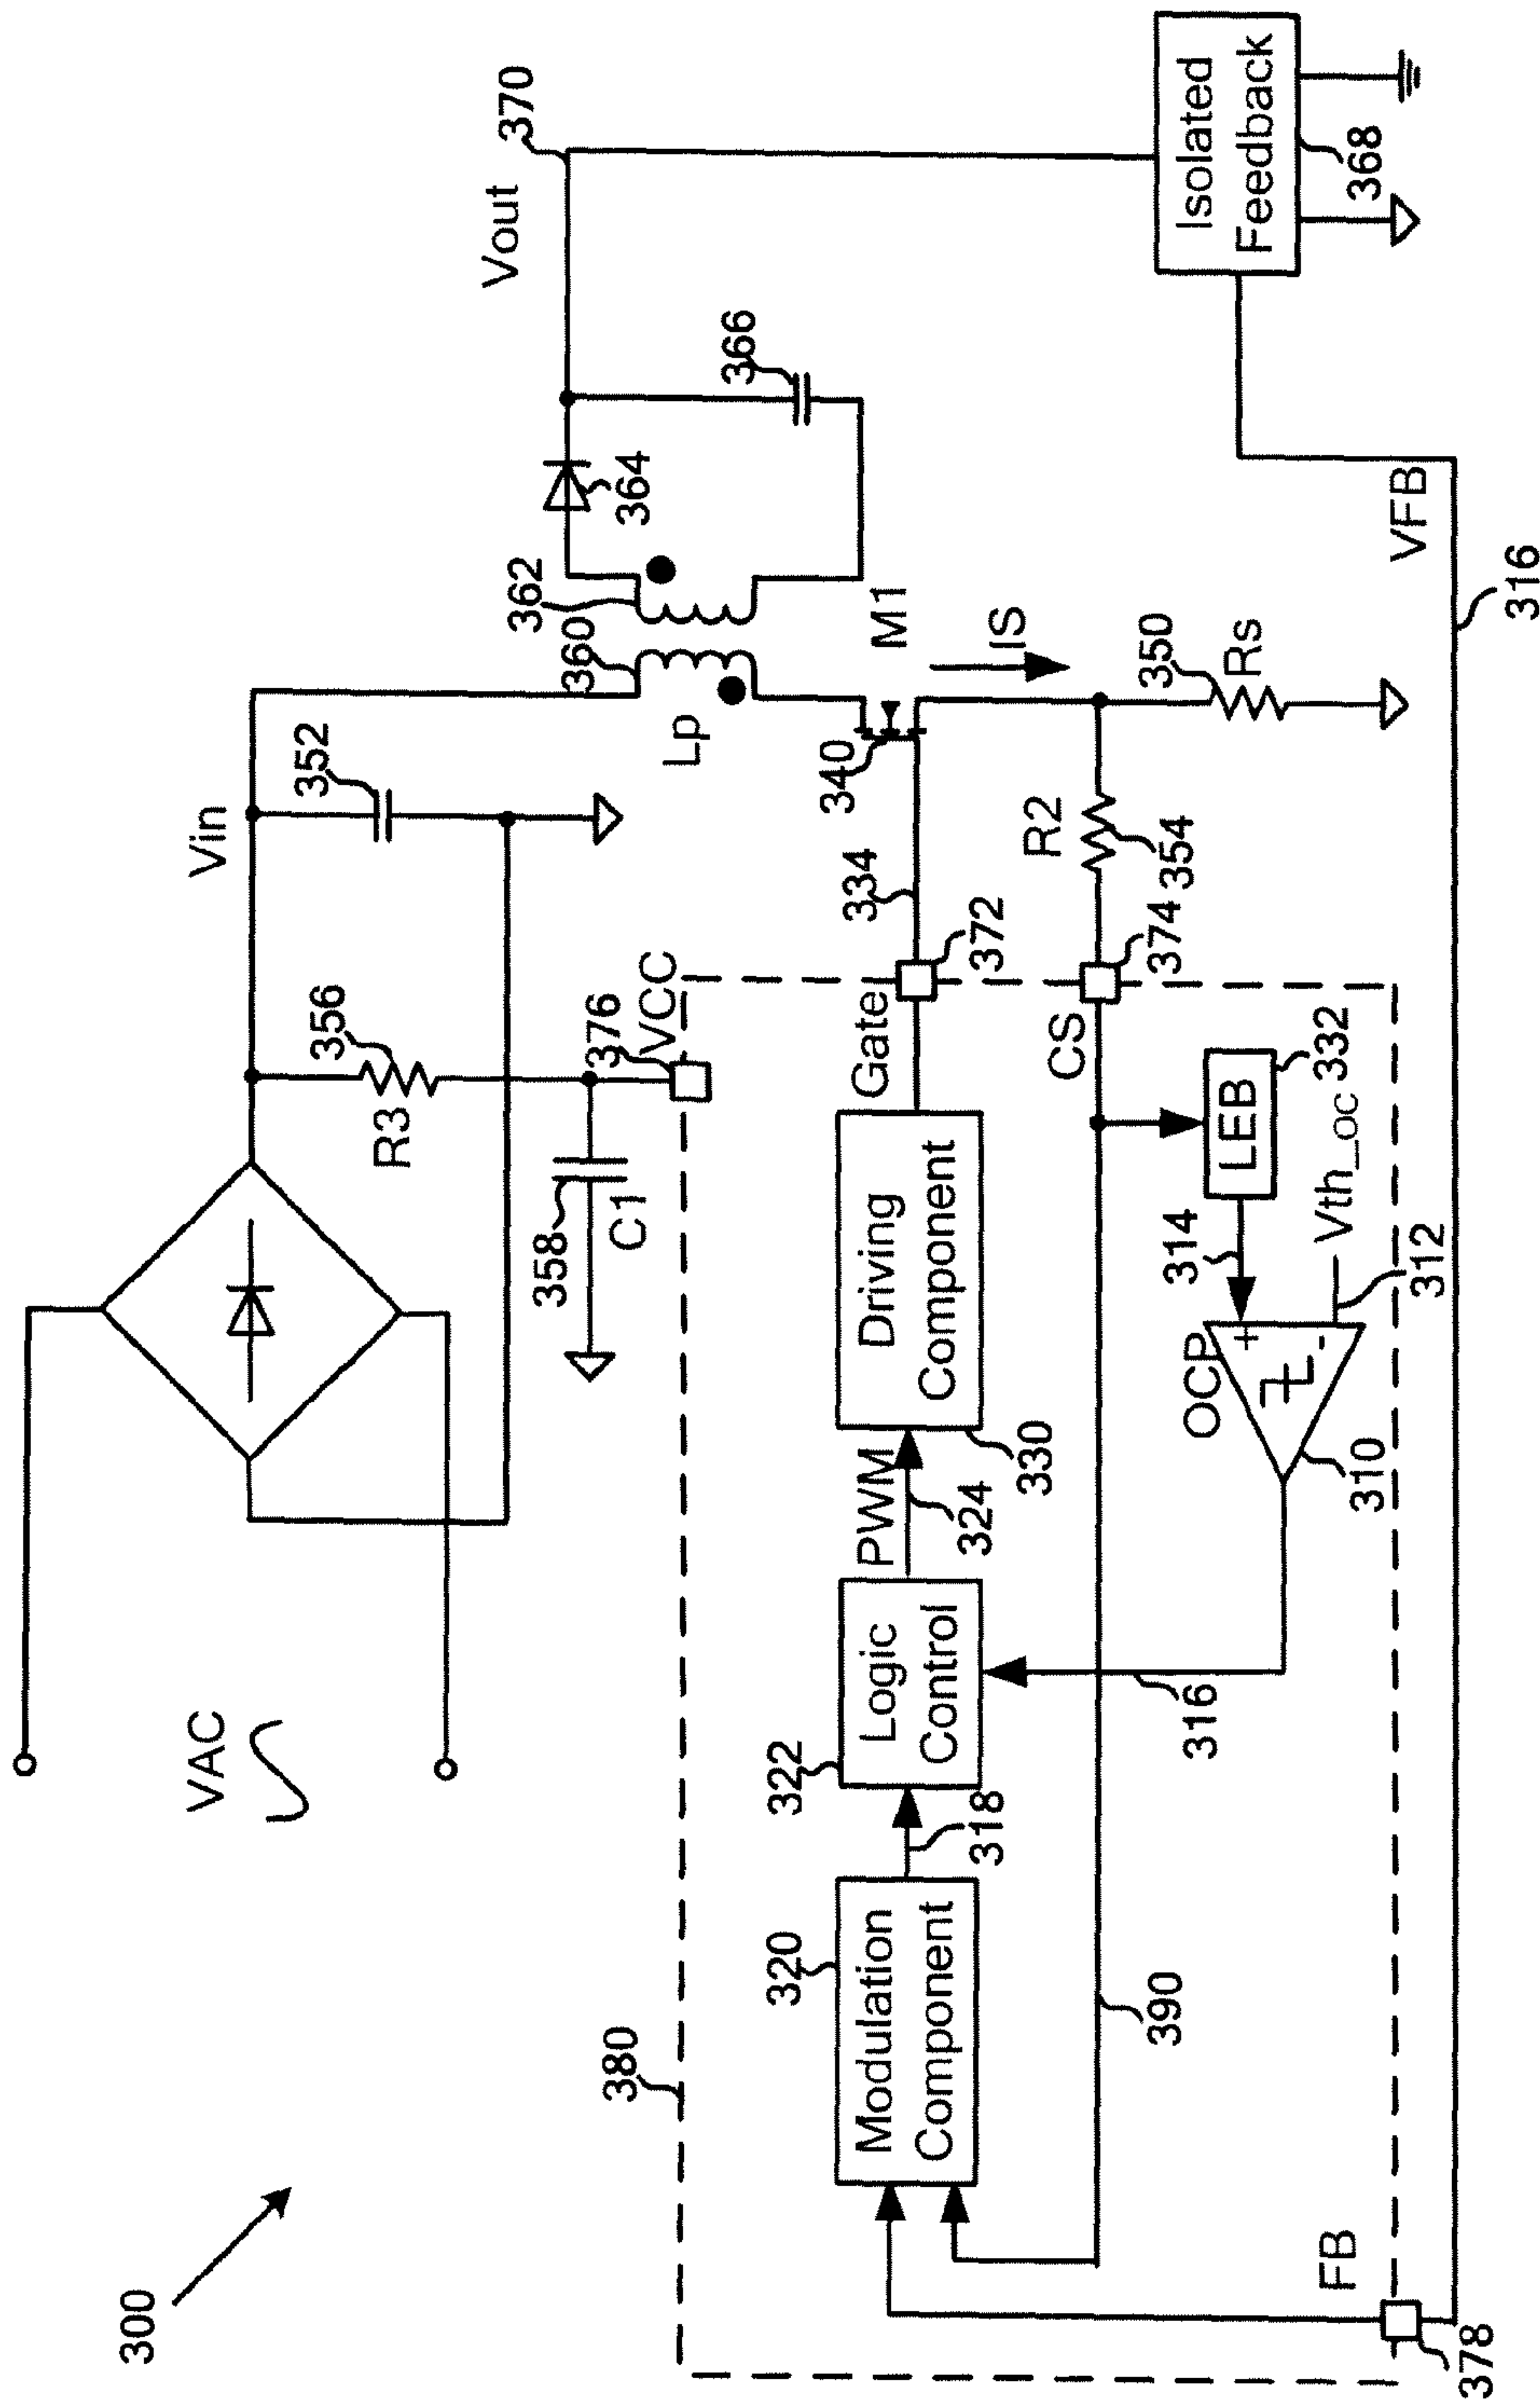 300
VAC
Vin
352
356
R3
358
C1
376
VCC
Lp
360
362
364
366
Vout
370
M1
340
IS
334
372
Gate
R2
354
374
CS
350
Rs
380
320
Modulation
Component
318
322
Logic
Control
PWM
324
Driving
Component
330
390
316
OCP
+
-
310
314
LEB
332
Vth_OC
312
FB
378
VFB
316
Isolated
Feedback
368